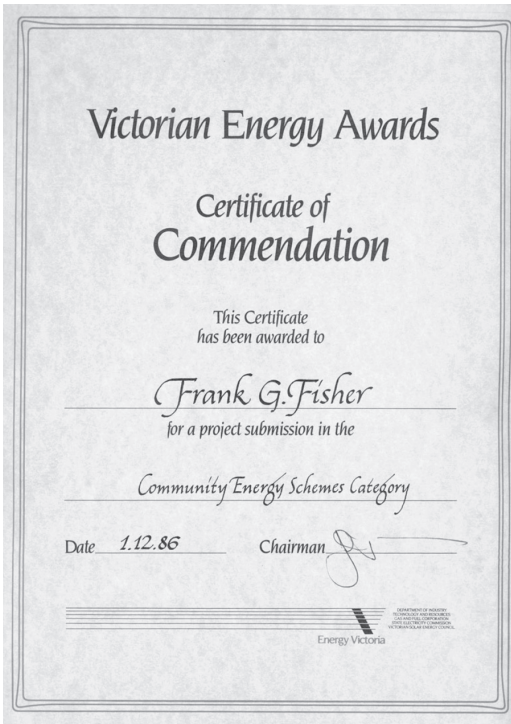 Victorian Energy Awards
Certificate of
Commendation
This Certificate
has been awarded to
Frank G. Fisher
for a project submission in the
Community Energy Schemes Category
Date 1.12.86 Chairman
Energy Victoria
DEPARTMENT OF INDUSTRY
TECHNOLOGY AND RESOURCES
GAS AND FUEL CORPORATION
STATE ELECTRICITY COMMISSION
VICTORIAN SOLAR ENERGY COUNCIL